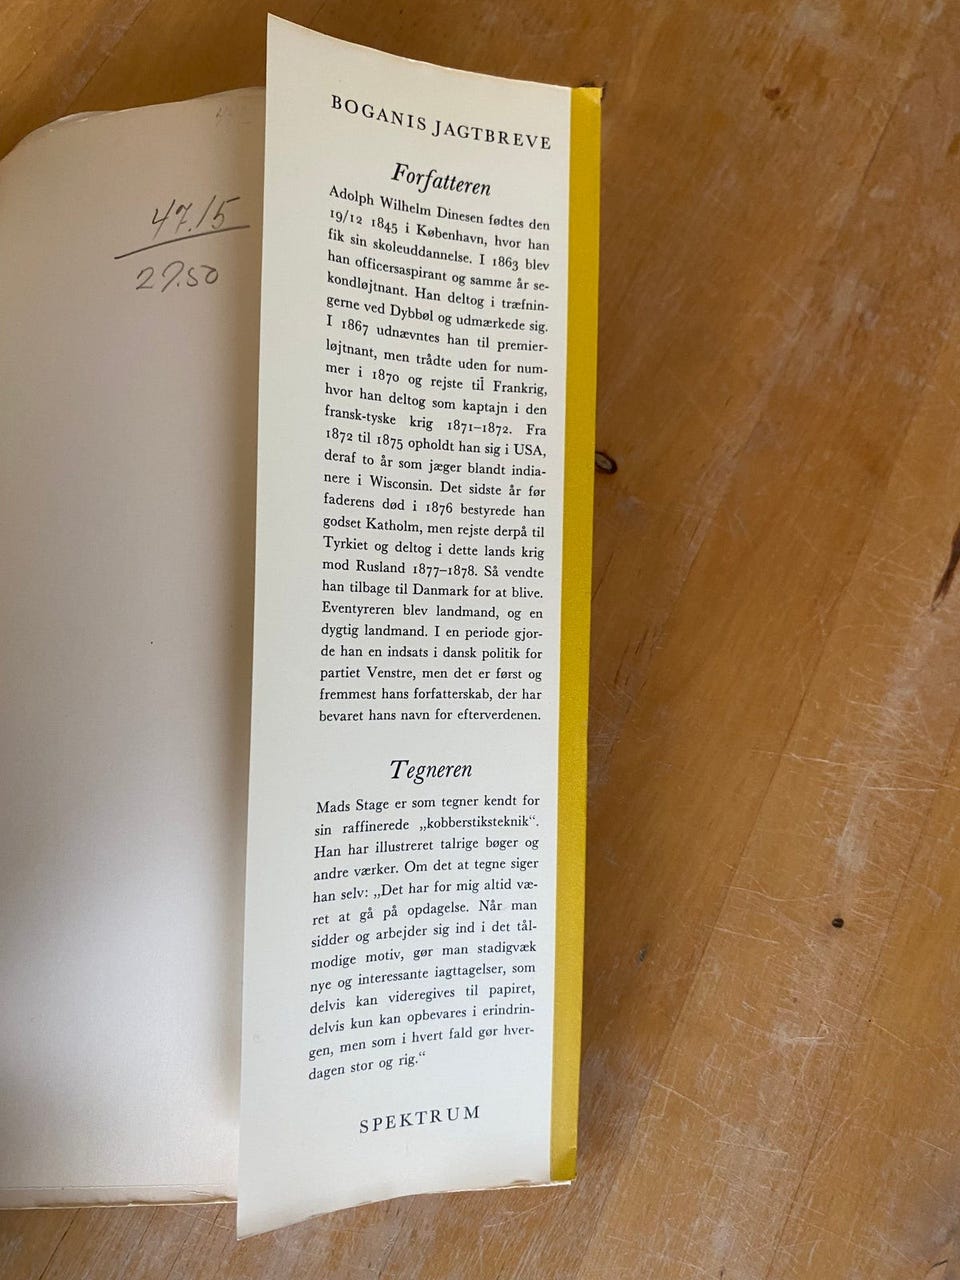 47.15
27.50
BOGANIS JAGTBREVE
Forfatteren
Adolph Wilhelm Dinesen fødtes den
19/12 1845 i København, hvor han
fik sin skoleuddannelse. I 1863 blev
han officersaspirant og samme år se-
kondløjtnant. Han deltog i træfnin-
gerne ved Dybbøl og udmærkede sig.
I 1867 udnævntes han til premier-
løjtnant, men trådte uden for num-
mer i 1870 og rejste til Frankrig,
hvor han deltog som kaptajn i den
fransk-tyske krig 1871–1872. Fra
1872 til 1875 opholdt han sig i USA,
deraf to år som jæger blandt india-
nere i Wisconsin. Det sidste år før
faderens død i 1876 bestyrede han
godset Katholm, men rejste derpå til
Tyrkiet og deltog i dette lands krig
mod Rusland 1877–1878. Så vendte
han tilbage til Danmark for at blive.
Eventyreren blev landmand, og en
dygtig landmand. I en periode gjor-
de han en indsats i dansk politik for
partiet Venstre, men det er først og
fremmest hans forfatterskab, der har
bevaret hans navn for efterverdenen.
Tegneren
Mads Stage er som tegner kendt for
sin raffinerede „kobberstiksteknik“.
Han har illustreret talrige bøger og
andre værker. Om det at tegne siger
han selv: „Det har for mig altid væ-
ret at gå på opdagelse. Når man
sidder og arbejder sig ind i det tål-
modige motiv, gør man stadigvæk
nye og interessante iagttagelser, som
delvis kan videregives til papiret,
delvis kun kan opbevares i erindrin-
gen, men som i hvert fald gør hver-
dagen stor og rig.“
SPEKTRUM